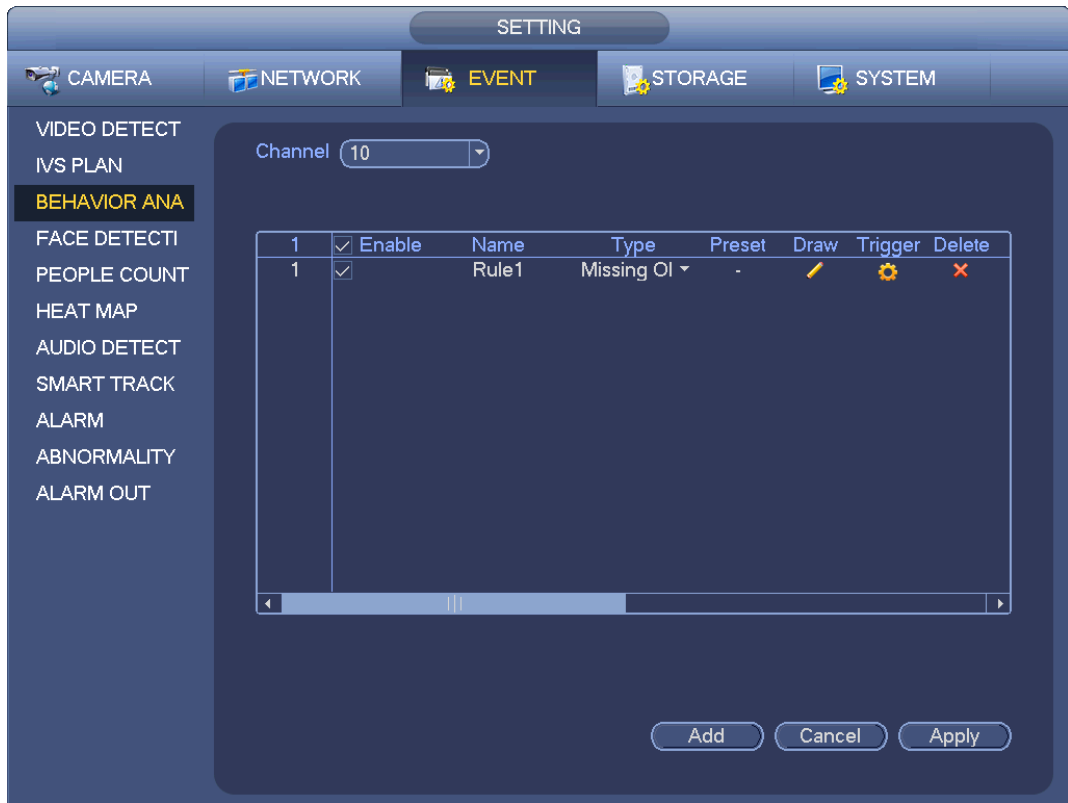 SETTING
CAMERA NETWORK EVENT STORAGE SYSTEM
VIDEO DETECT
IVS PLAN
BEHAVIOR ANA
FACE DETECTI
PEOPLE COUNT
HEAT MAP
AUDIO DETECT
SMART TRACK
ALARM
ABNORMALITY
ALARM OUT
Channel 10
1 Enable Name Type Preset Draw Trigger Delete
1 Rule1 Missing Ol -
Add Cancel Apply